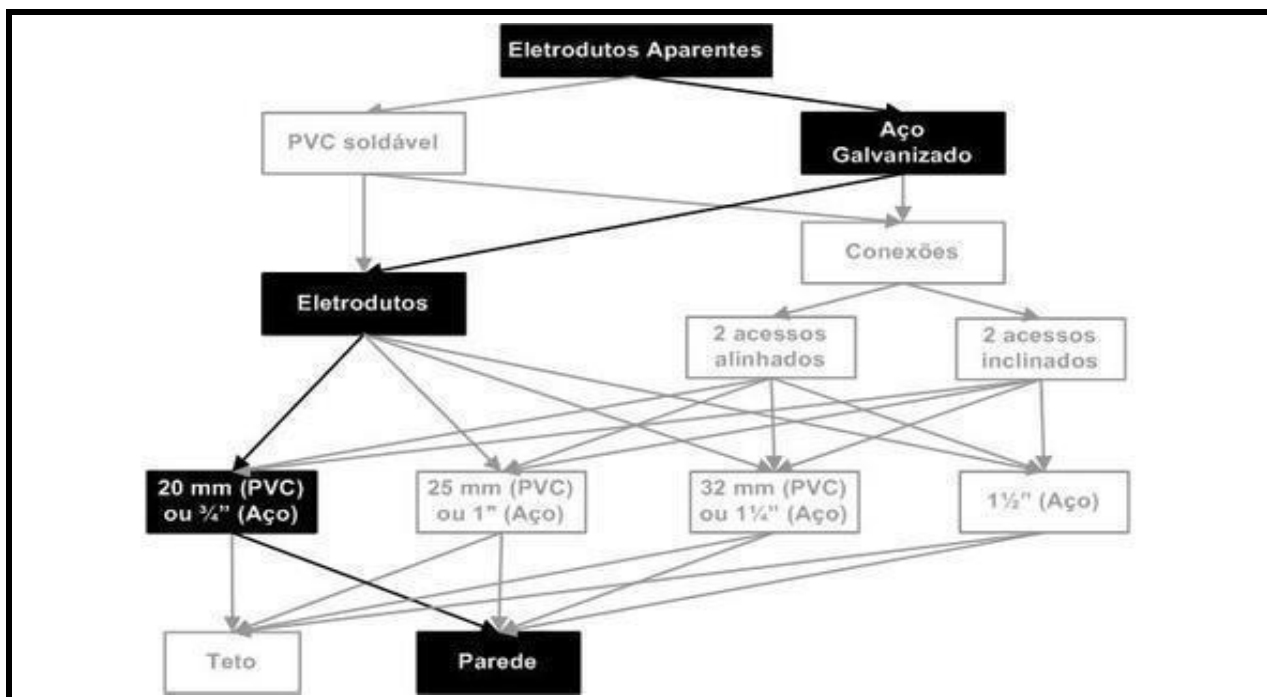 Eletrodutos Aparentes
PVC soldável
Aço
Galvanizado
Conexões
Eletrodutos
2 acessos
alinhados
2 acessos
inclinados
20 mm (PVC)
ou ¾” (Aço)
25 mm (PVC)
ou 1” (Aço)
32 mm (PVC)
ou 1¼” (Aço)
1½” (Aço)
Teto
Parede